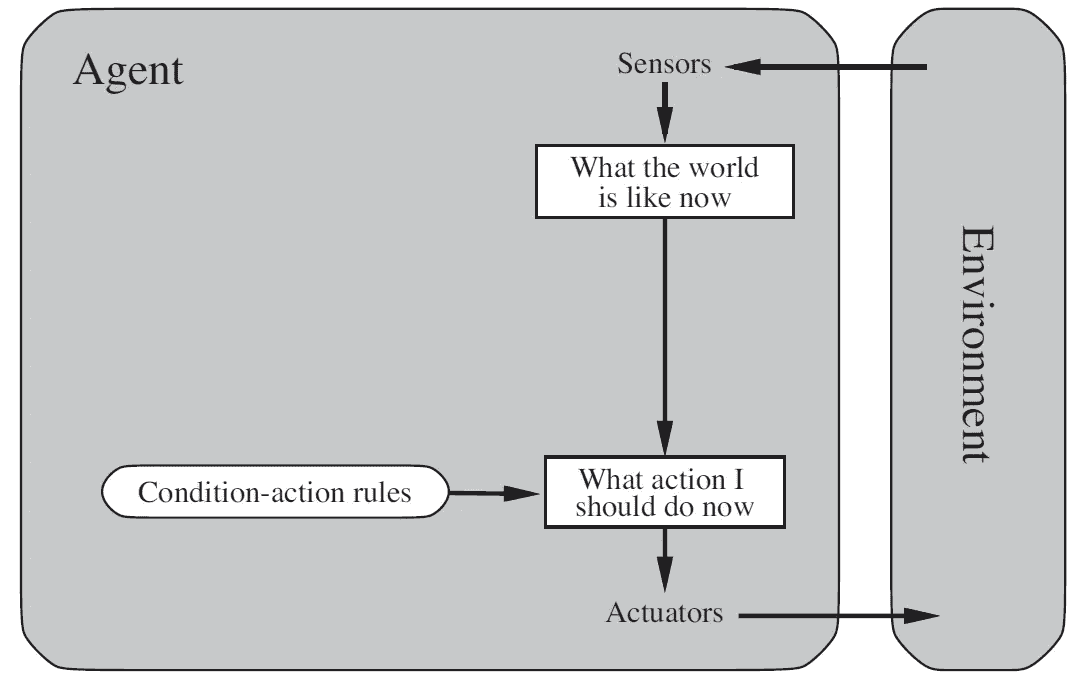 Agent
Sensors
What the world
is like now
Environment
Condition-action rules
What action I
should do now
Actuators